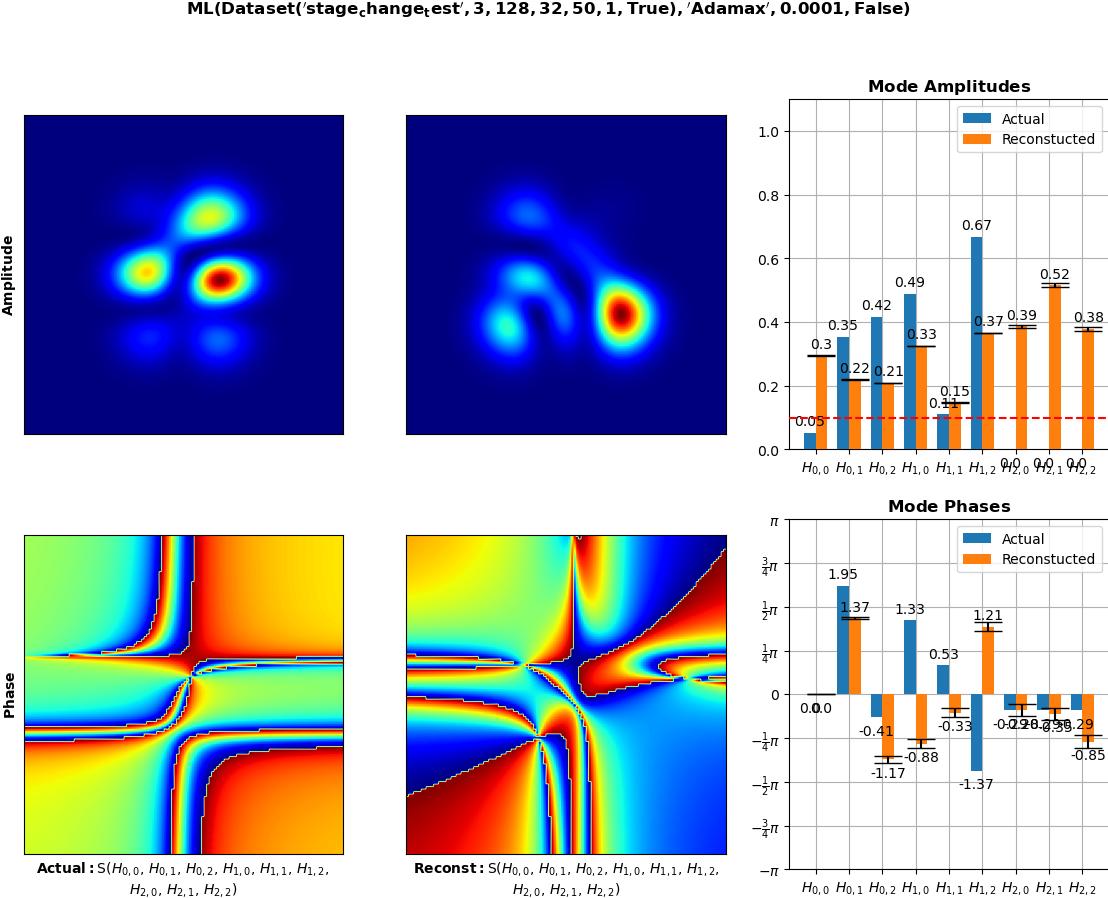 ML(Dataset('stage_change_test', 3, 128, 32, 50, 1, True), 'Adamax', 0.0001, False)
Mode Amplitudes
Actual
Reconstucted
1.0
0.8
0.6
0.4
0.2
0.0
0.05
0.3
0.35
0.22
0.42
0.21
0.49
0.33
0.11
0.15
0.67
0.37
0.0
0.39
0.0
0.52
0.0
0.38
H0,0 H0,1 H0,2 H1,0 H1,1 H1,2 H2,0 H2,1 H2,2
Amplitude
Mode Phases
Actual
Reconstucted
π
3/4π
1/2π
1/4π
0
−1/4π
−1/2π
−3/4π
−π
0.0
0.0
1.95
1.37
-0.41
-1.17
1.33
-0.88
0.53
-0.33
-1.37
1.21
-0.29
-0.28
-0.29
-0.35
-0.29
-0.85
H0,0 H0,1 H0,2 H1,0 H1,1 H1,2 H2,0 H2,1 H2,2
Phase
Actual: S(H0,0, H0,1, H0,2, H1,0, H1,1, H1,2,
H2,0, H2,1, H2,2)
Reconst: S(H0,0, H0,1, H0,2, H1,0, H1,1, H1,2,
H2,0, H2,1, H2,2)